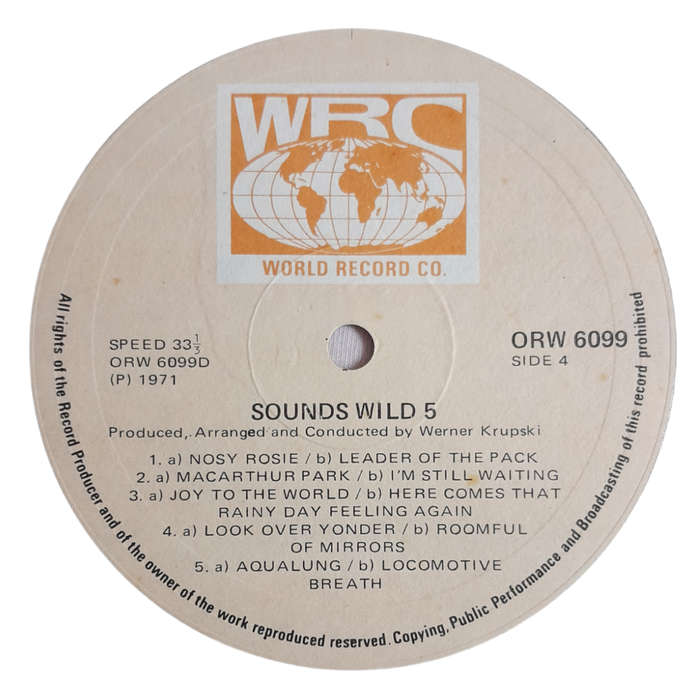 WRC
WORLD RECORD CO.
SPEED 33 1/3
ORW 6099D
(P) 1971
ORW 6099
SIDE 4
SOUNDS WILD 5
Produced, Arranged and Conducted by Werner Krupski
1. a) NOSY ROSIE / b) LEADER OF THE PACK
2. a) MACARTHUR PARK / b) I'M STILL WAITING
3. a) JOY TO THE WORLD / b) HERE COMES THAT
RAINY DAY FEELING AGAIN
4. a) LOOK OVER YONDER / b) ROOMFUL
OF MIRRORS
5. a) AQUALUNG / b) LOCOMOTIVE
BREATH
All rights of the Record Producer and of the owner of the work reproduced reserved. Copying, Public Performance and Broadcasting of this record prohibited